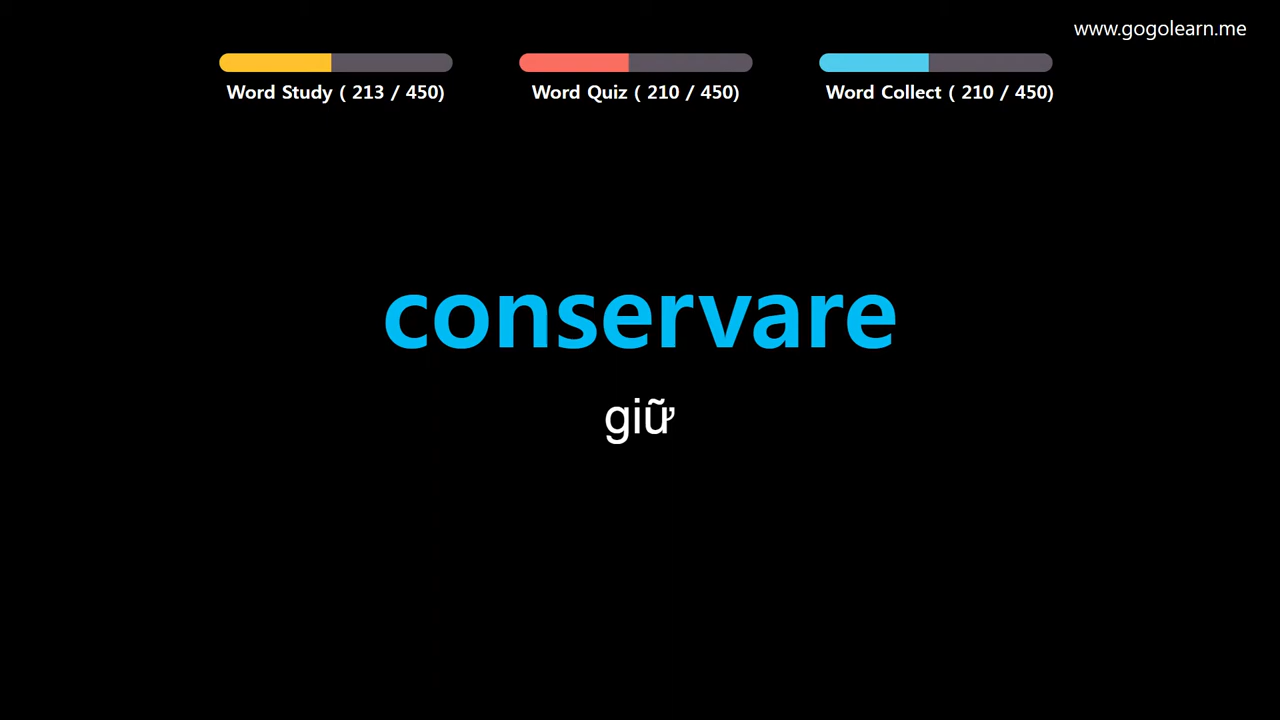 www.gogolearn.me
Word Study ( 213 / 450)
Word Quiz ( 210 / 450)
Word Collect ( 210 / 450)
conservare
giữ